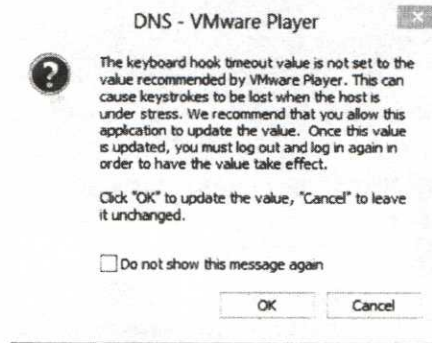 DNS - VMware Player
The keyboard hook timeout value is not set to the
value recommended by VMware Player. This can
cause keystrokes to be lost when the host is
under stress. We recommend that you allow this
application to update the value. Once this value
is updated, you must log out and log in again in
order to have the value take effect.
Click "OK" to update the value, "Cancel" to leave
it unchanged.
Do not show this message again
OK Cancel